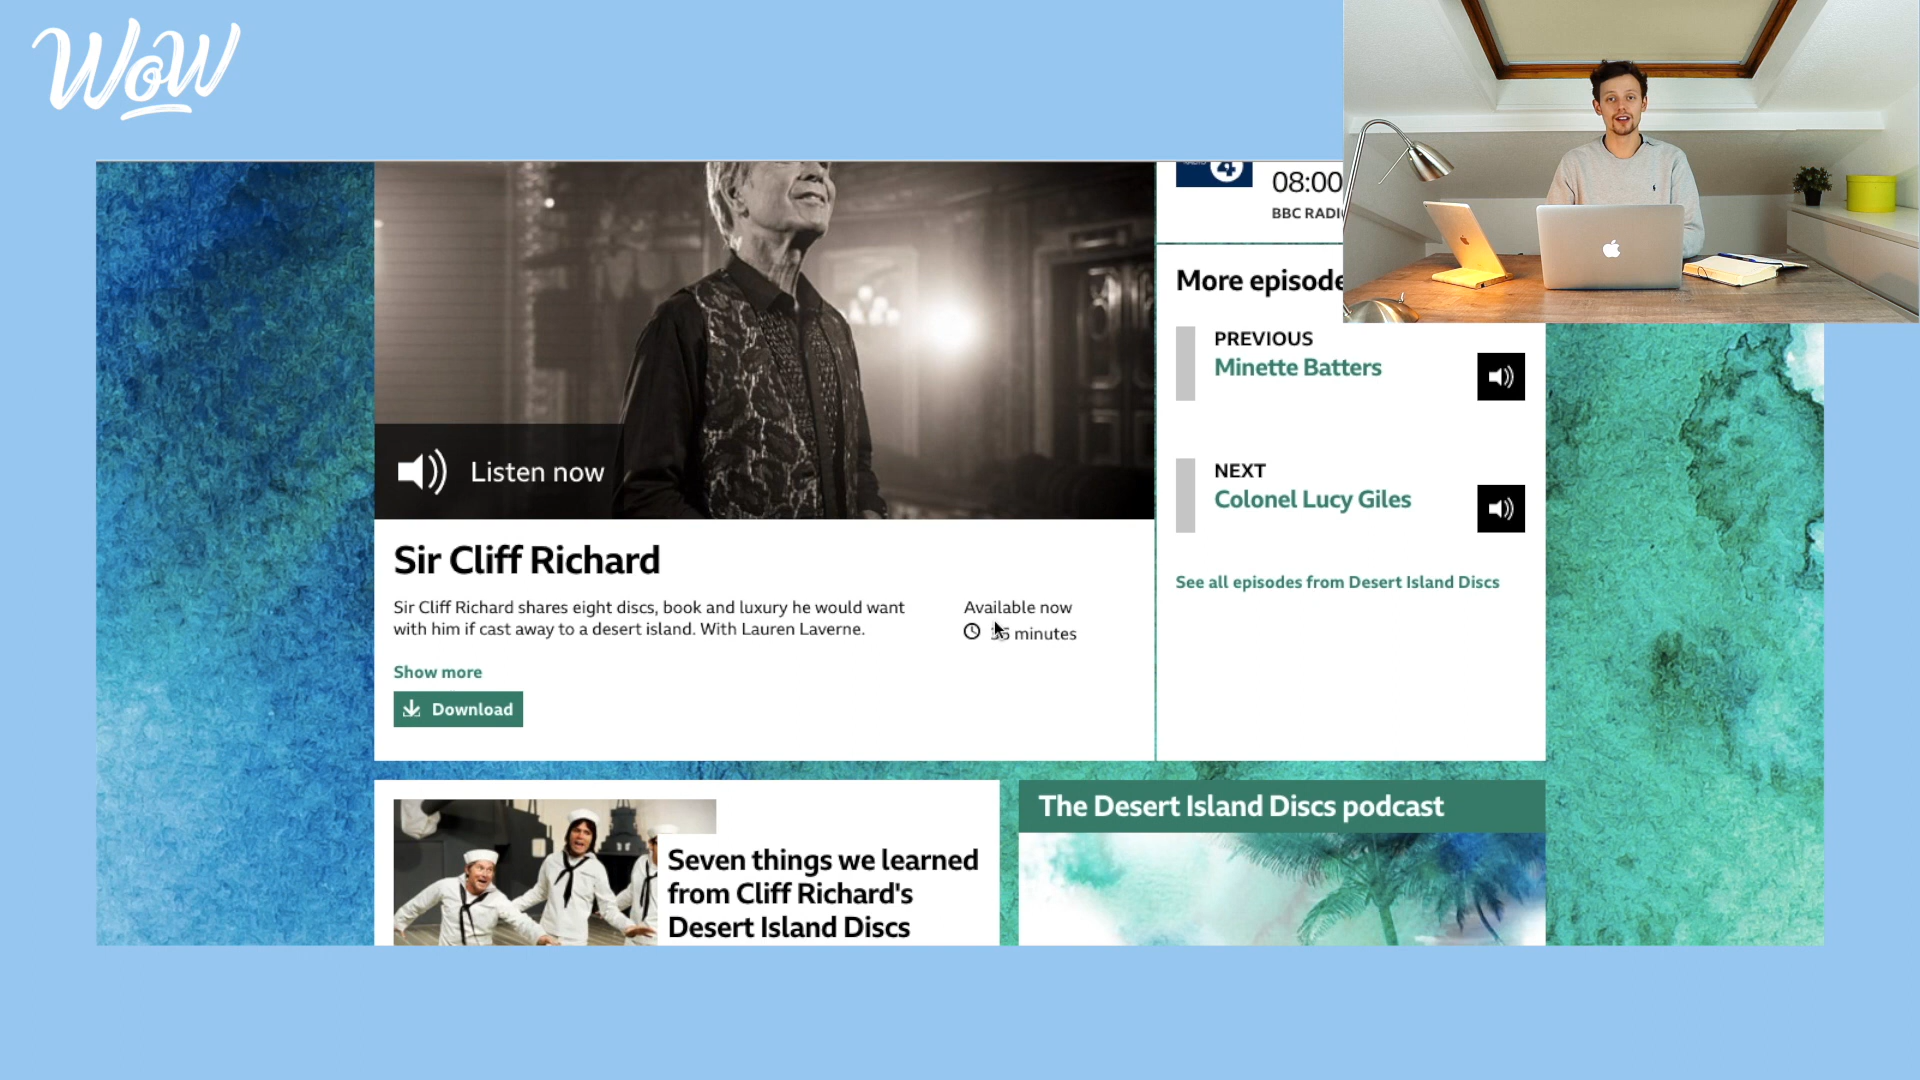 WOW
4
08:00
BBC
More
PREVIOUS
Minette Batters
NEXT
Colonel Lucy Giles
See all episodes from Desert Island Discs
Listen now
Sir Cliff Richard
Sir Cliff Richard shares eight discs, book and luxury he would want
with him if cast away to a desert island. With Lauren Laverne.
Available now
minutes
Show more
Download
Seven things we learned
from Cliff Richard's
Desert Island Discs
The Desert Island Discs podcast